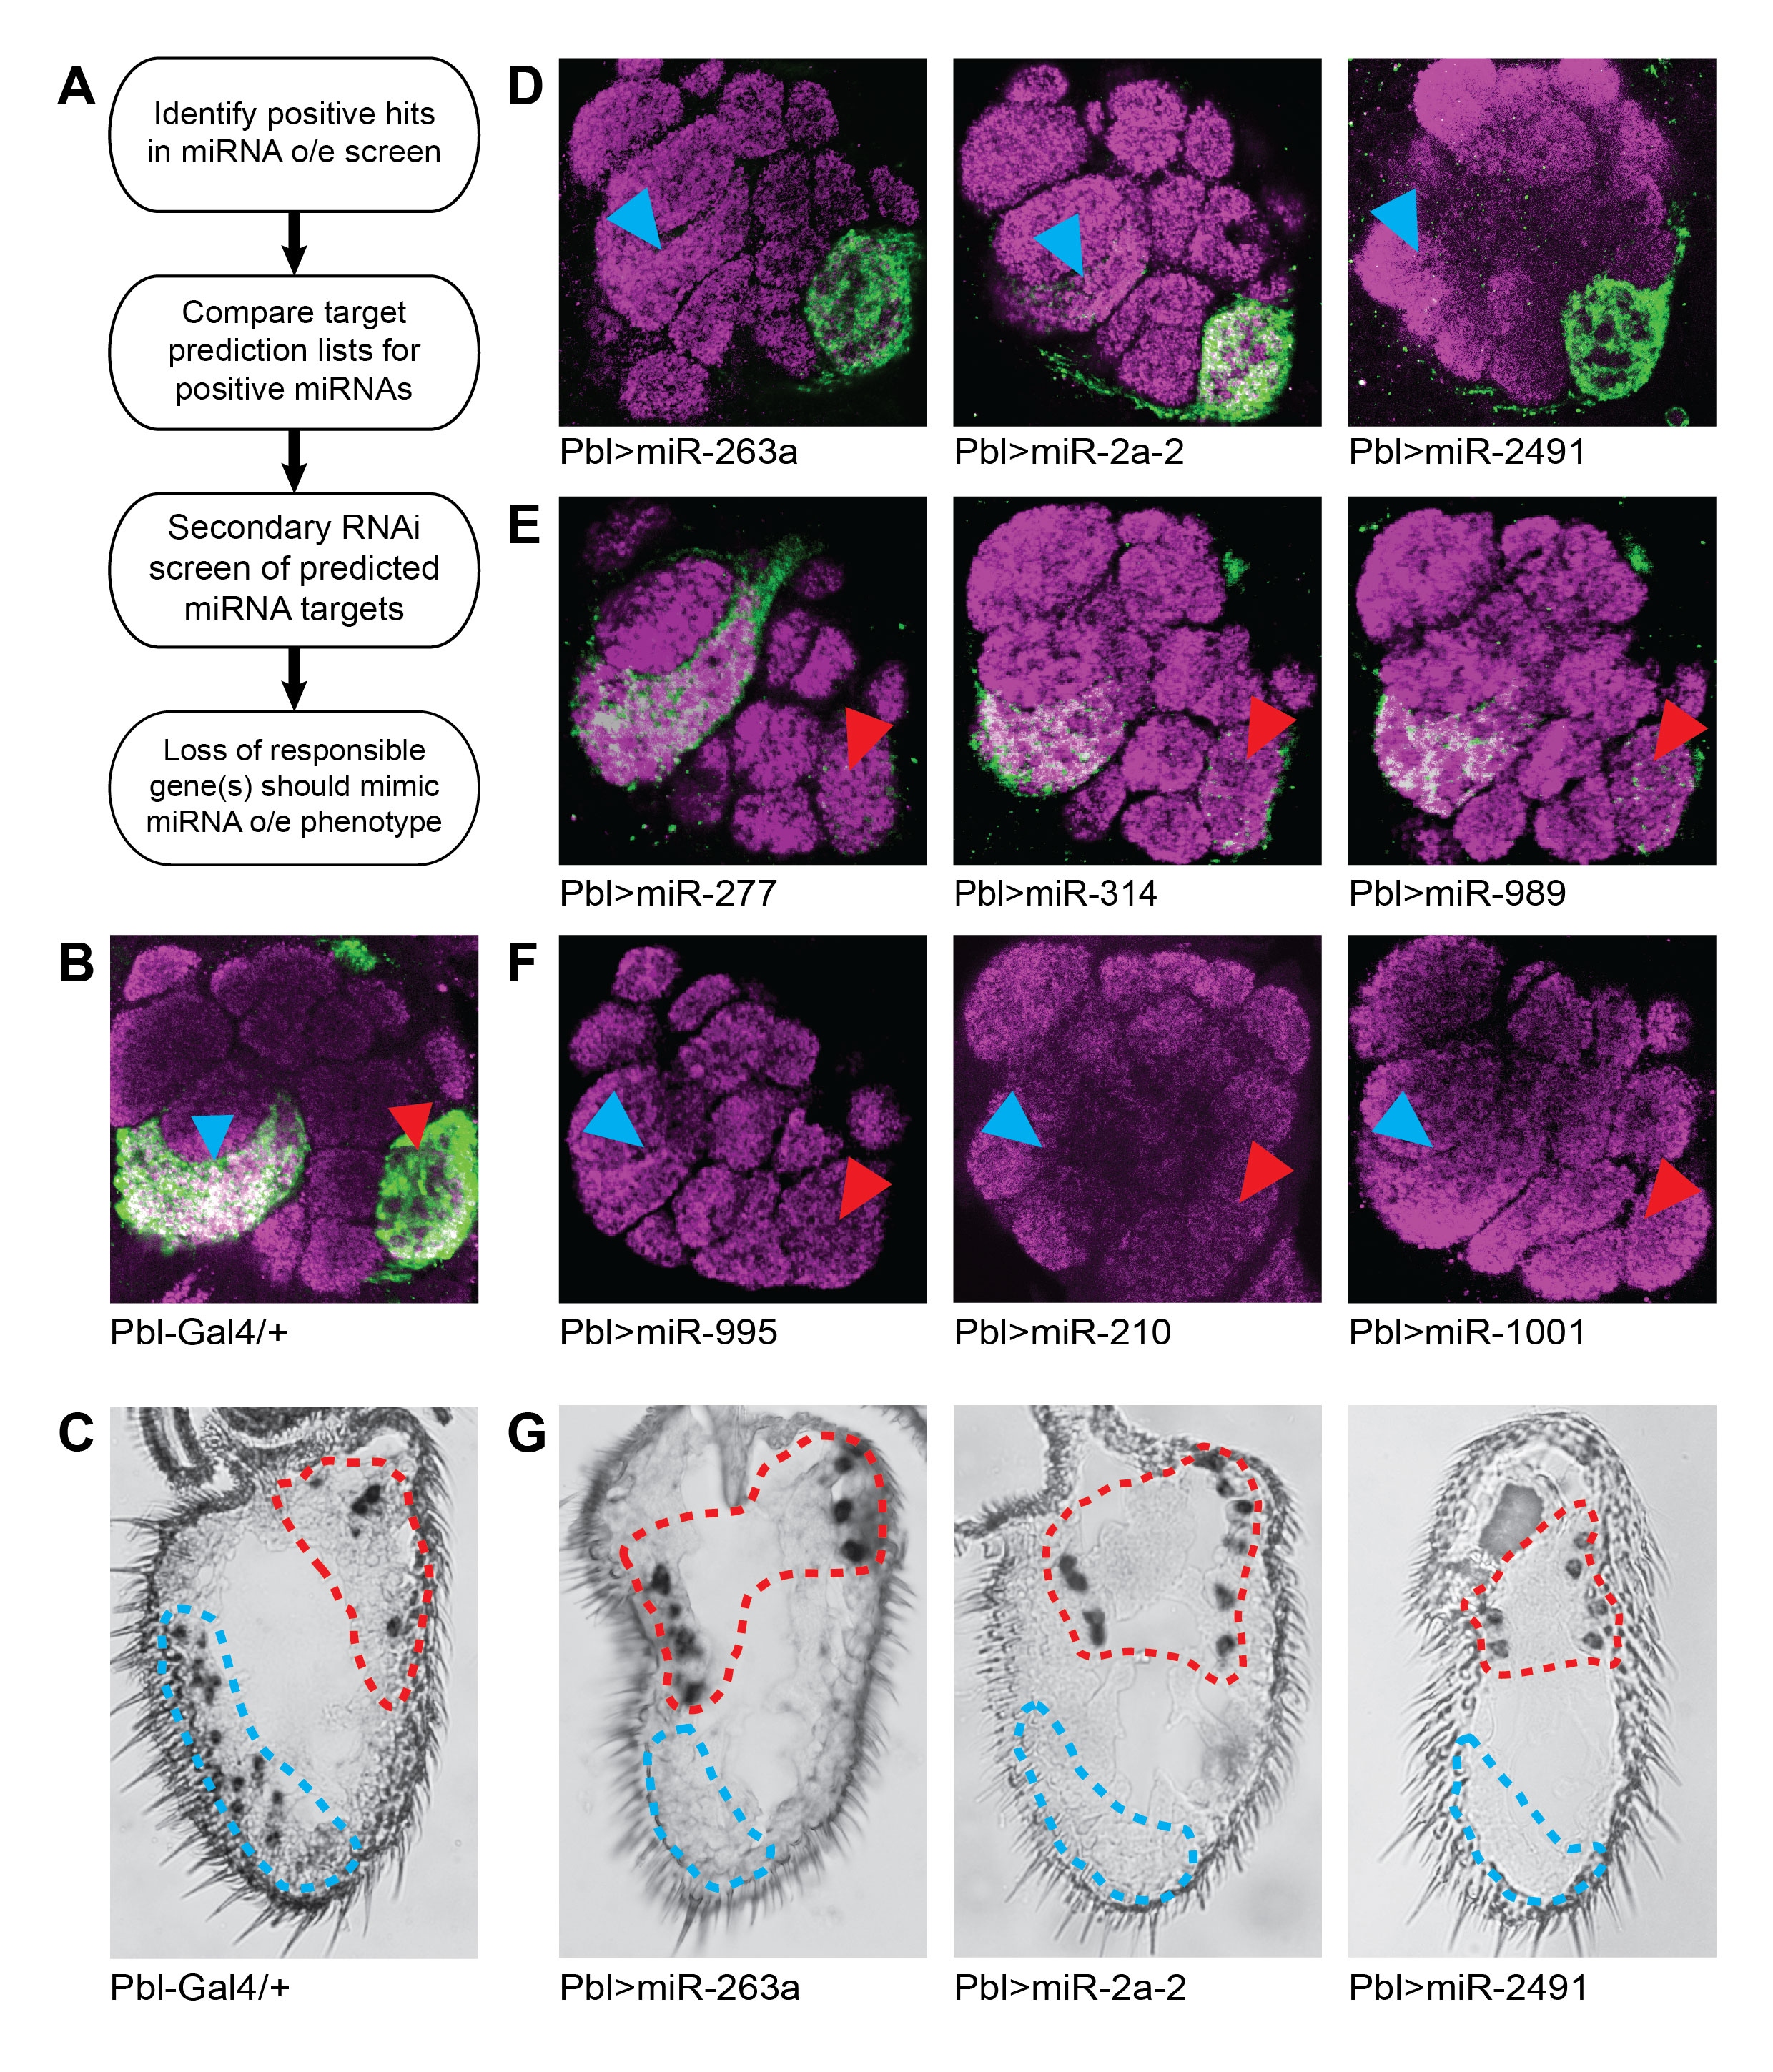 A
Identify positive hits
in miRNA o/e screen
Compare target
prediction lists for
positive miRNAs
Secondary RNAi
screen of predicted
miRNA targets
Loss of responsible
gene(s) should mimic
miRNA o/e phenotype
B
Pbl-Gal4/+
C
Pbl-Gal4/+
D
Pbl>miR-263a
Pbl>miR-2a-2
Pbl>miR-2491
E
Pbl>miR-277
Pbl>miR-314
Pbl>miR-989
F
Pbl>miR-995
Pbl>miR-210
Pbl>miR-1001
G
Pbl>miR-263a
Pbl>miR-2a-2
Pbl>miR-2491